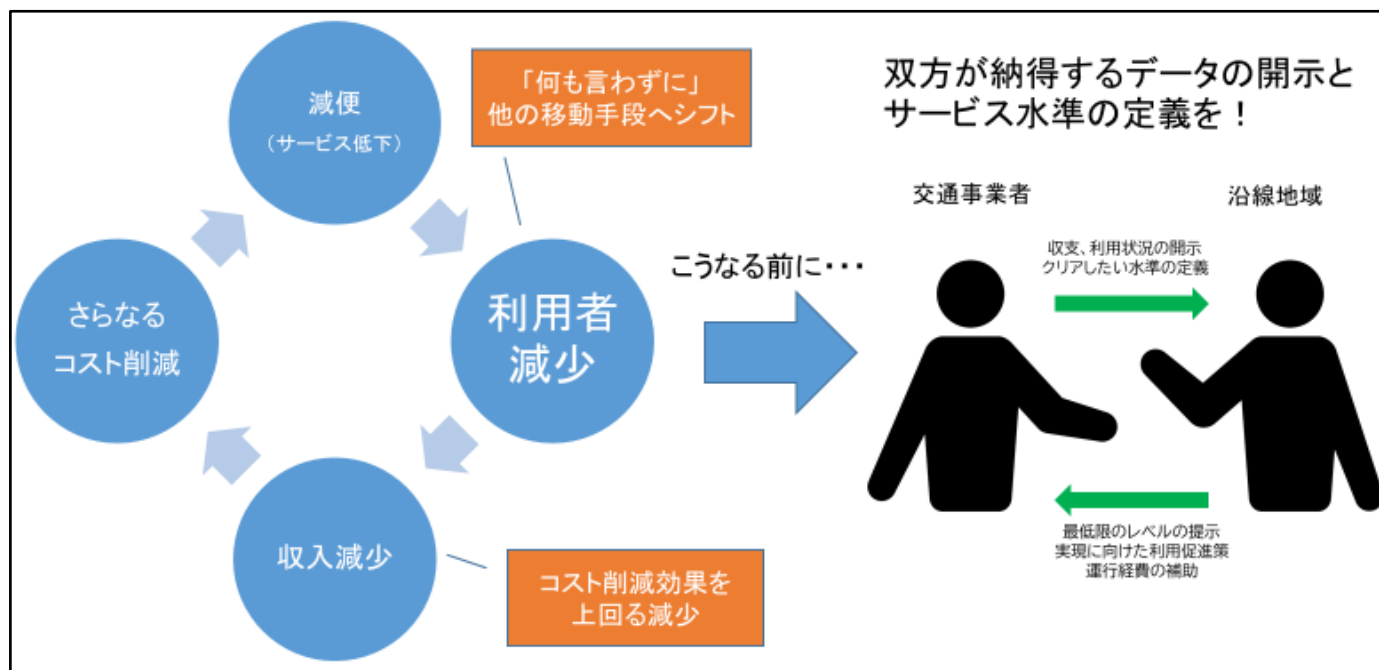 減便
(サービス低下)
「何も言わずに」
他の移動手段へシフト
利用者
減少
さらなる
コスト削減
収入減少
コスト削減効果を
上回る減少
こうなる前に・・・
双方が納得するデータの開示と
サービス水準の定義を！
交通事業者
沿線地域
収支、利用状況の開示
クリアしたい水準の定義
最低限のレベルの提示
実現に向けた利用促進策
運行経費の補助